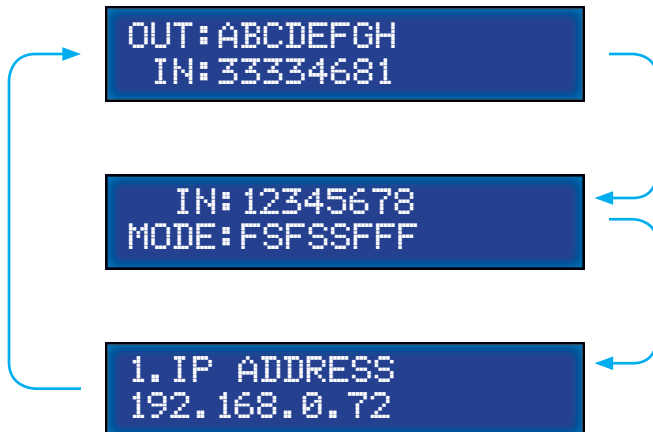 OUT:ABCDEFGH
IN:33334681
IN:12345678
MODE:FSFSSFFF
1.IP ADDRESS
192.168.0.72